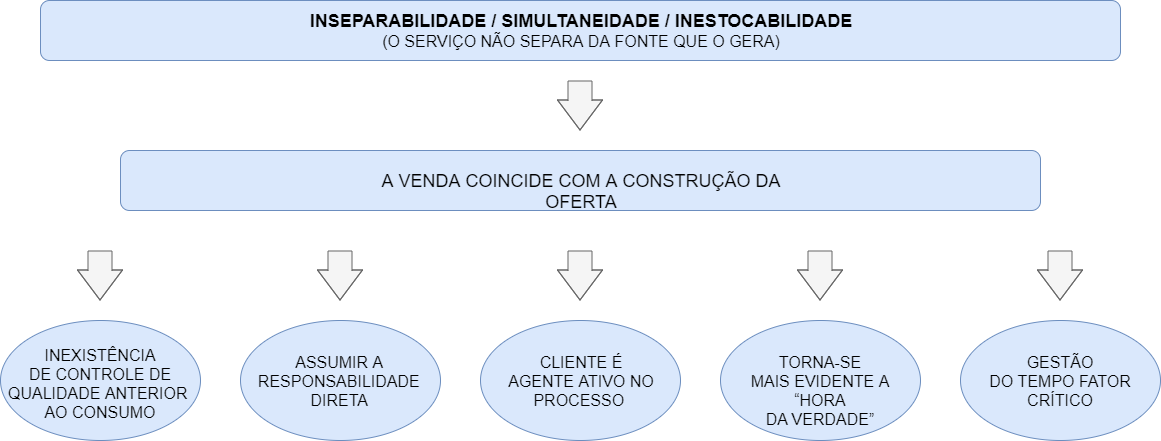 INSEPARABILIDADE / SIMULTANEIDADE / INESTOCABILIDADE
(O SERVIÇO NÃO SEPARA DA FONTE QUE O GERA)
A VENDA COINCIDE COM A CONSTRUÇÃO DA
OFERTA
INEXISTÊNCIA
DE CONTROLE DE
QUALIDADE ANTERIOR
AO CONSUMO
ASSUMIR A
RESPONSABILIDADE
DIRETA
CLIENTE É
AGENTE ATIVO NO
PROCESSO
TORNA-SE
MAIS EVIDENTE A
“HORA
DA VERDADE”
GESTÃO
DO TEMPO FATOR
CRÍTICO